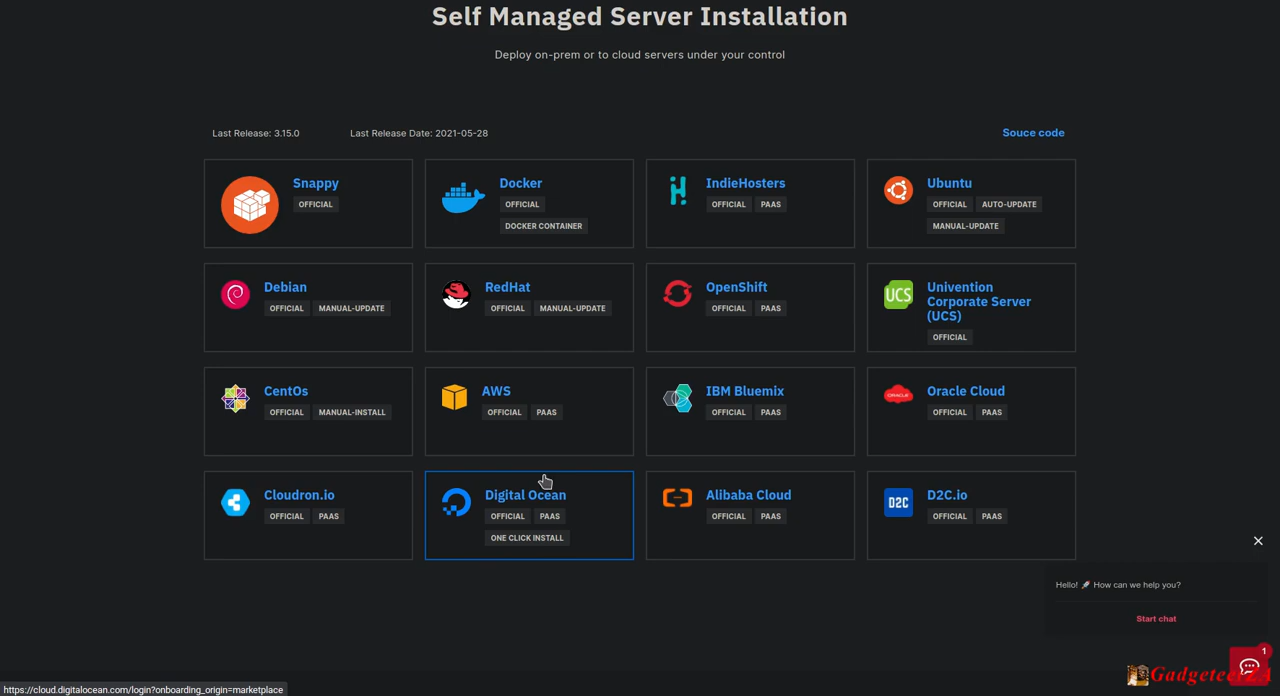 Self Managed Server Installation
Deploy on-prem or to cloud servers under your control
Last Release: 3.15.0
Last Release Date: 2021-05-28
Souce code
Snappy
OFFICIAL
Docker
OFFICIAL
DOCKER CONTAINER
IndieHosters
OFFICIAL PAAS
Ubuntu
OFFICIAL AUTO-UPDATE
MANUAL-UPDATE
Debian
OFFICIAL MANUAL-UPDATE
RedHat
OFFICIAL MANUAL-UPDATE
OpenShift
OFFICIAL PAAS
UCS
Univention
Corporate Server
(UCS)
OFFICIAL
CentOs
OFFICIAL MANUAL-INSTALL
AWS
OFFICIAL PAAS
IBM Bluemix
OFFICIAL PAAS
ORACLE
Oracle Cloud
OFFICIAL PAAS
Cloudron.io
OFFICIAL PAAS
Digital Ocean
OFFICIAL PAAS
ONE CLICK INSTALL
Alibaba Cloud
OFFICIAL PAAS
D2C
D2C.io
OFFICIAL PAAS
Hello! 🚀 How can we help you?
Start chat
1
https://cloud.digitalocean.com/login?onboarding_origin=marketplace